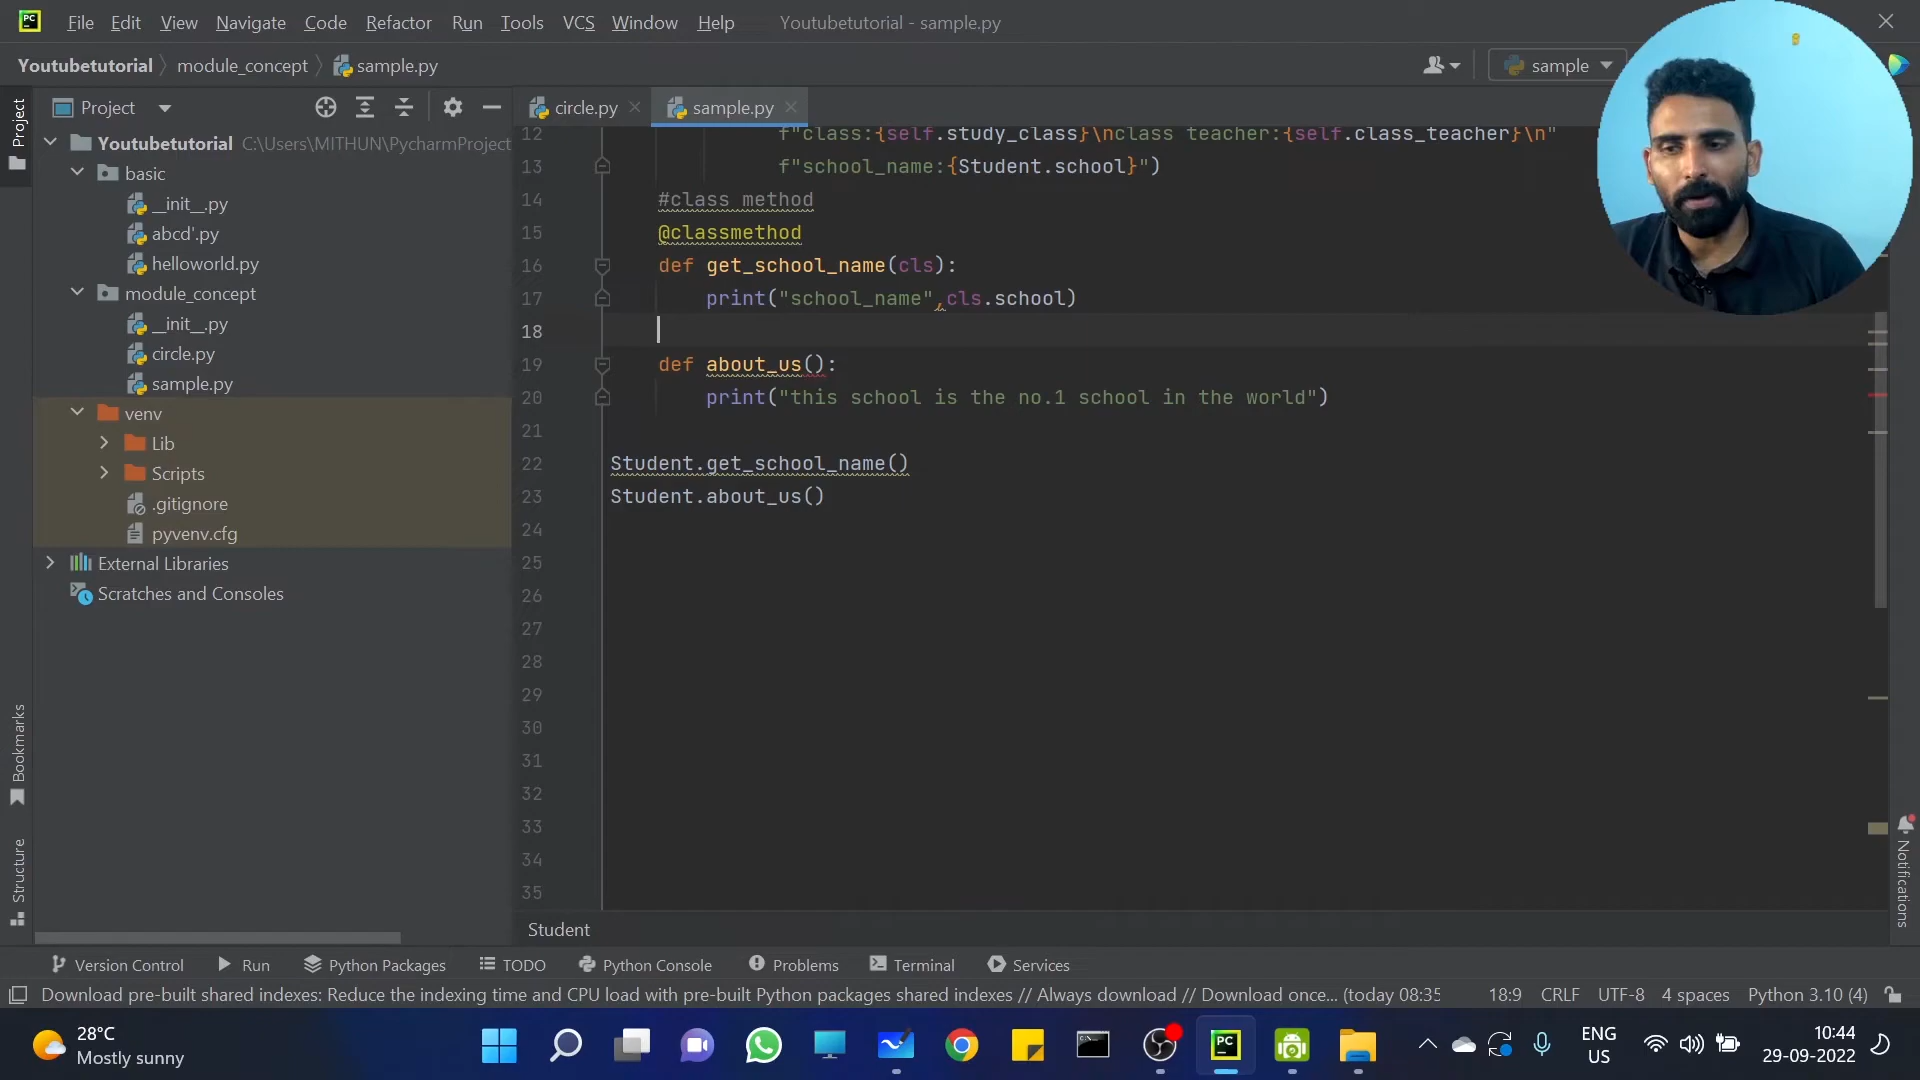 PC File Edit View Navigate Code Refactor Run Tools VCS Window Help Youtubetutorial - sample.py
Youtubetutorial module_concept sample.py sample
Project circle.py sample.py
Project
Youtubetutorial C:\Users\MITHUN\PycharmProject
basic
__init__.py
abcd'.py
helloworld.py
module_concept
__init__.py
circle.py
sample.py
venv
Lib
Scripts
.gitignore
pyvenv.cfg
External Libraries
Scratches and Consoles
Bookmarks
Structure
12 f"class:{self.study_class}\nclass teacher:{self.class_teacher}\n"
13 f"school_name:{Student.school}")
14 #class method
15 @classmethod
16 def get_school_name(cls):
17 print("school_name",cls.school)
18
19 def about_us():
20 print("this school is the no.1 school in the world")
21
22 Student.get_school_name()
23 Student.about_us()
24
25
26
27
28
29
30
31
32
33
34
35
Student
Notifications
Version Control Run Python Packages TODO Python Console Problems Terminal Services
Download pre-built shared indexes: Reduce the indexing time and CPU load with pre-built Python packages shared indexes // Always download // Download once... (today 08:35 18:9 CRLF UTF-8 4 spaces Python 3.10 (4)
28°C
Mostly sunny
PC
ENG
US
10:44
29-09-2022